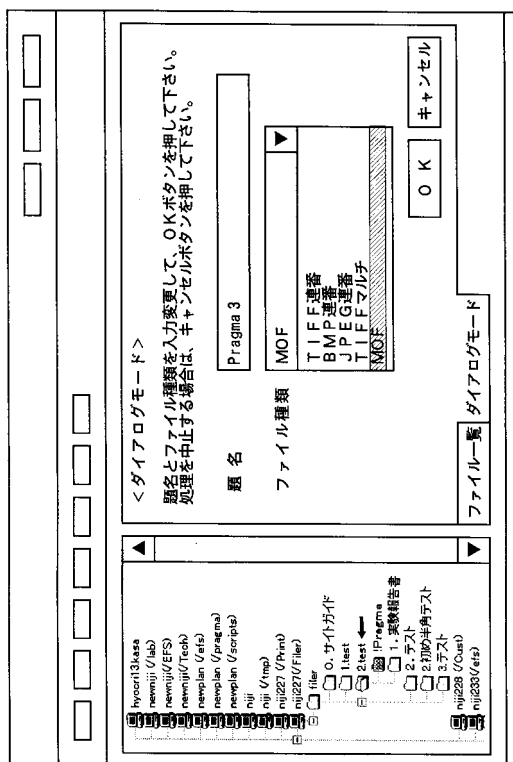 hyocri13.kasa
newniji (/lab)
newniji(/EFS)
newniji(/Tech)
newplan (/efs)
newplan (/pragma)
newplan (/scripts)
niji
niji (/tmp)
niji227 (/Print)
niji227(/Filer)
filer
0. サイトガイド
1.test
2.test
!Pragma
1. 実験報告書
2. テスト
2.初め半角テスト
3.テスト
niji228 (/Cust)
niji233(/efs)
<ダイアログモード>
題名とファイル種類を入力変更して、OKボタンを押して下さい。
処理を中止する場合は、キャンセルボタンを押して下さい。
題 名 Pragma 3
ファイル種類 MOF
TIFF連番
BMP連番
JPEG連番
TIFFマルチ
MOF
O K キャンセル
ファイル一覧 ダイアログモード